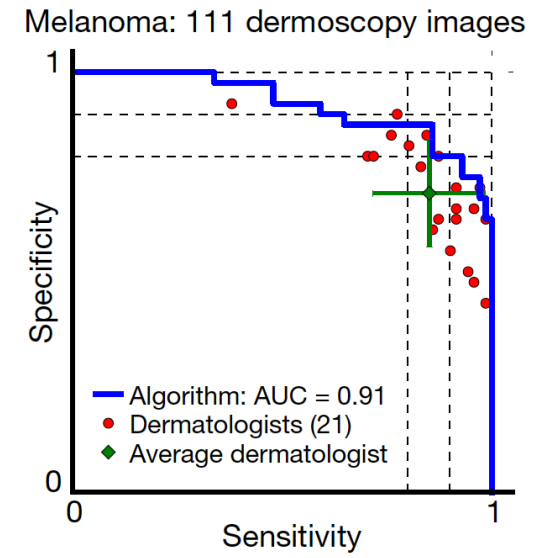 Melanoma: 111 dermoscopy images
1
Specificity
Algorithm: AUC = 0.91
Dermatologists (21)
Average dermatologist
0
0
1
Sensitivity